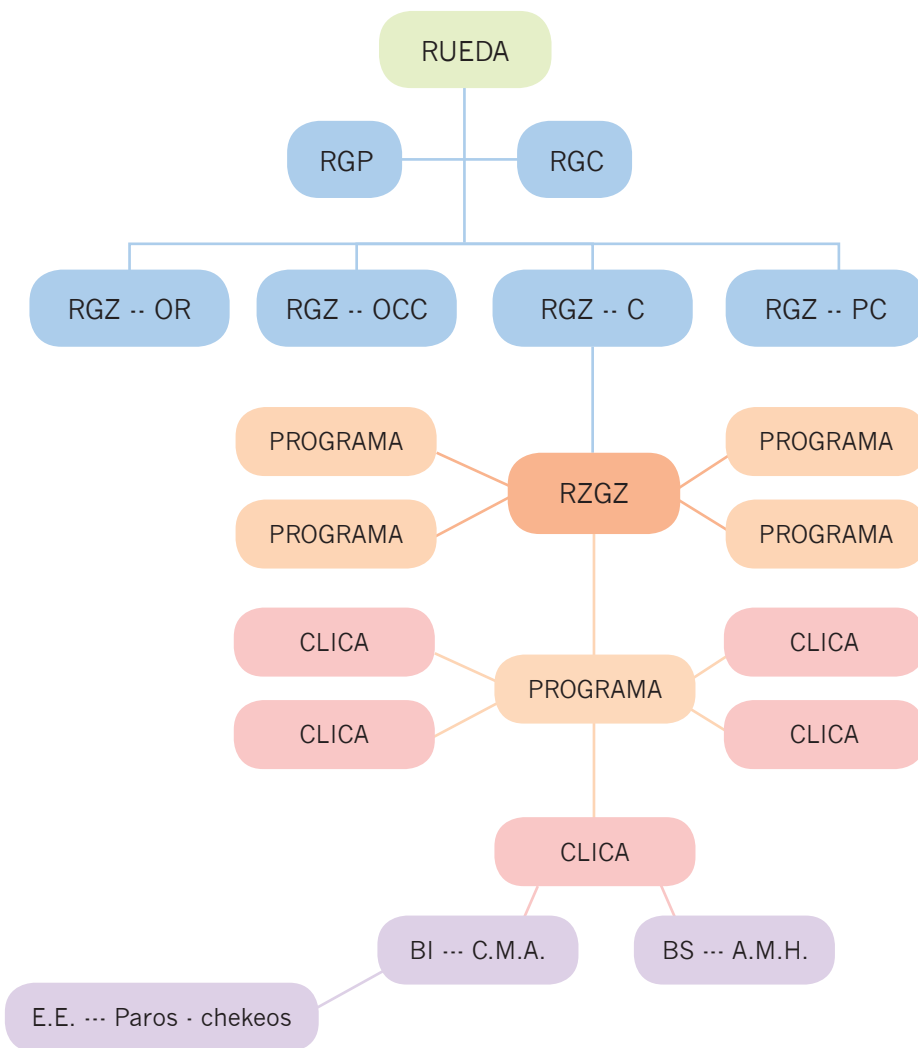 RUEDA
RGP
RGC
RGZ -- OR
RGZ -- OCC
RGZ -- C
RGZ -- PC
PROGRAMA
PROGRAMA
RZGZ
PROGRAMA
PROGRAMA
CLICA
CLICA
PROGRAMA
CLICA
CLICA
CLICA
BI --- C.M.A.
BS --- A.M.H.
E.E. --- Paros - chekeos